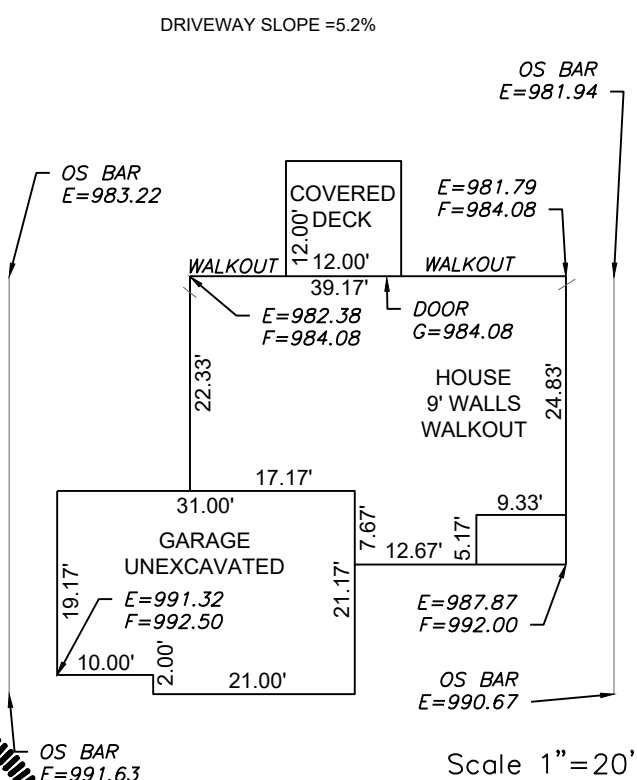 DRIVEWAY SLOPE =5.2%
OS BAR
E=981.94
OS BAR
E=983.22
COVERED
DECK
12.00'
12.00'
E=981.79
F=984.08
WALKOUT
WALKOUT
39.17'
E=982.38
F=984.08
DOOR
G=984.08
22.33'
HOUSE
9' WALLS
WALKOUT
24.83'
17.17'
31.00'
9.33'
GARAGE
UNEXCAVATED
7.67'
12.67'
5.17'
19.17'
E=991.32
F=992.50
21.17'
E=987.87
F=992.00
10.00'
2.00'
21.00'
OS BAR
E=990.67
OS BAR
E=991.63
Scale 1"=20'